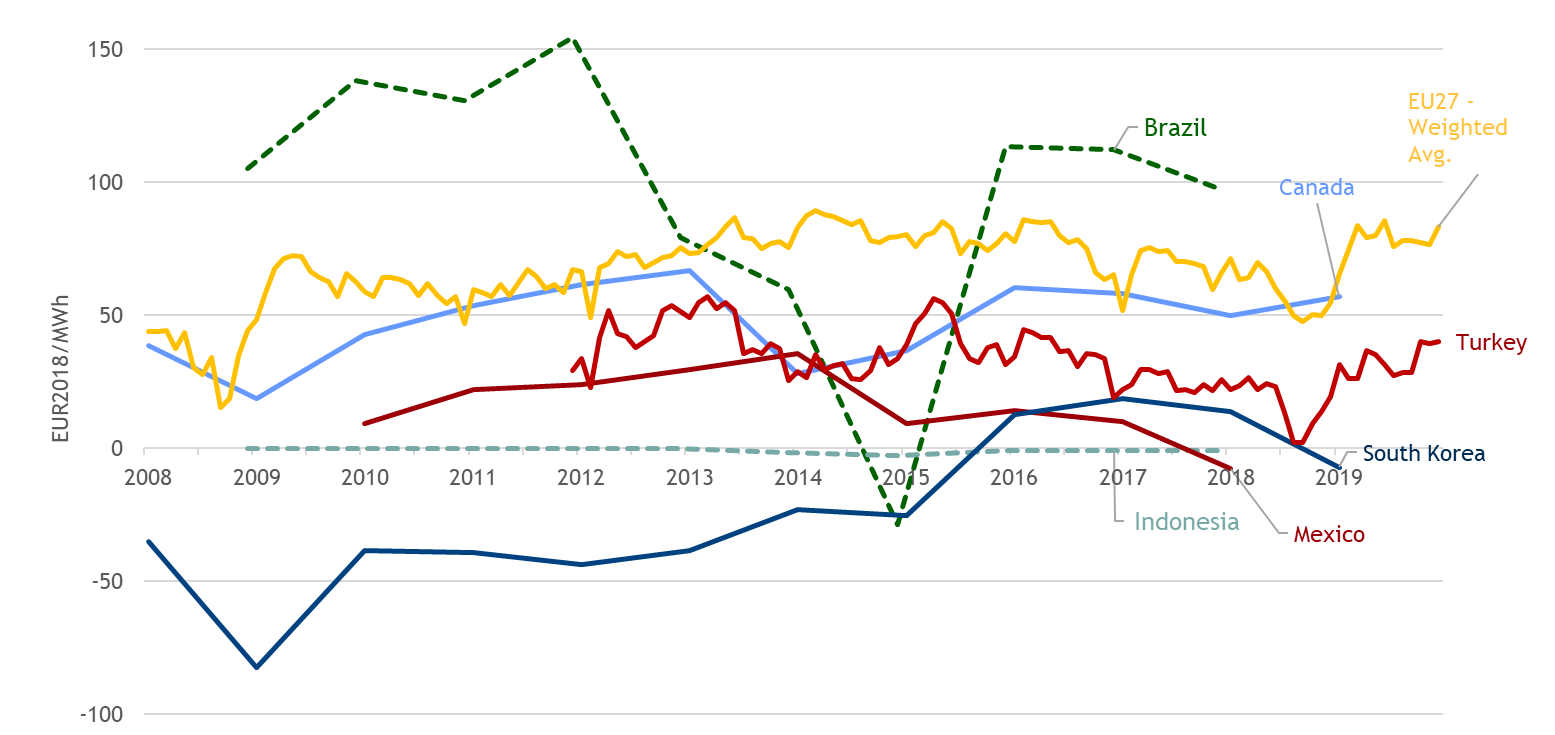 150
EU27 -
Weighted
Avg.
Brazil
100
Canada
50
Turkey
EUR2018/MWh
0
South Korea
2008 2009 2010 2011 2012 2013 2014 2015 2016 2017 2018 2019
Indonesia
Mexico
-50
-100